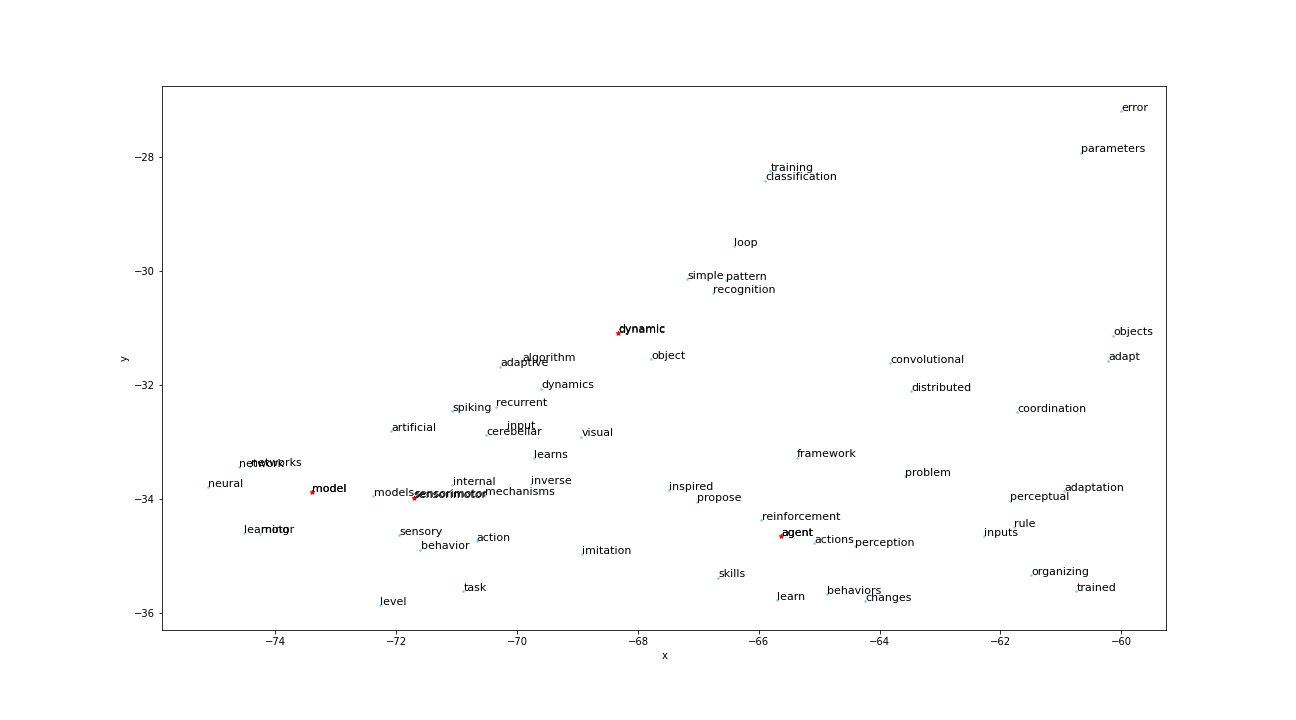 error
parameters
−28
training
classification
loop
−30
simple
pattern
recognition
dynamic
objects
y
algorithm
object
adapt
adaptive
convolutional
−32
dynamics
distributed
spiking
recurrent
coordination
artificial
input
cerebellar
visual
learns
framework
network
networks
problem
neural
model
internal
inverse
inspired
adaptation
−34
models
sensorimotor
mechanisms
propose
perceptual
reinforcement
rule
learning
motor
sensory
agent
inputs
behavior
action
actions
perception
imitation
skills
organizing
level
task
learn
behaviors
changes
trained
−36
−74
−72
−70
−68
−66
−64
−62
−60
x